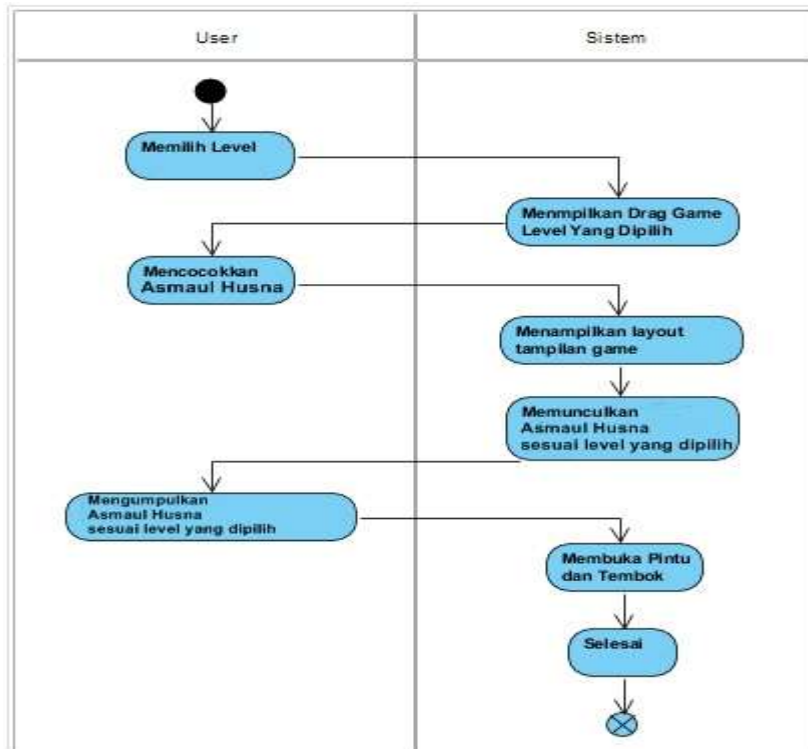 User
Sistem
Memilih Level
Menmpilkan Drag Game
Level Yang Dipilih
Mencocokkan
Asmaul Husna
Menampilkan layout
tampilan game
Memunculkan
Asmaul Husna
sesuai level yang dipilih
Mengumpulkan
Asmaul Husna
sesuai level yang dipilih
Membuka Pintu
dan Tembok
Selesai